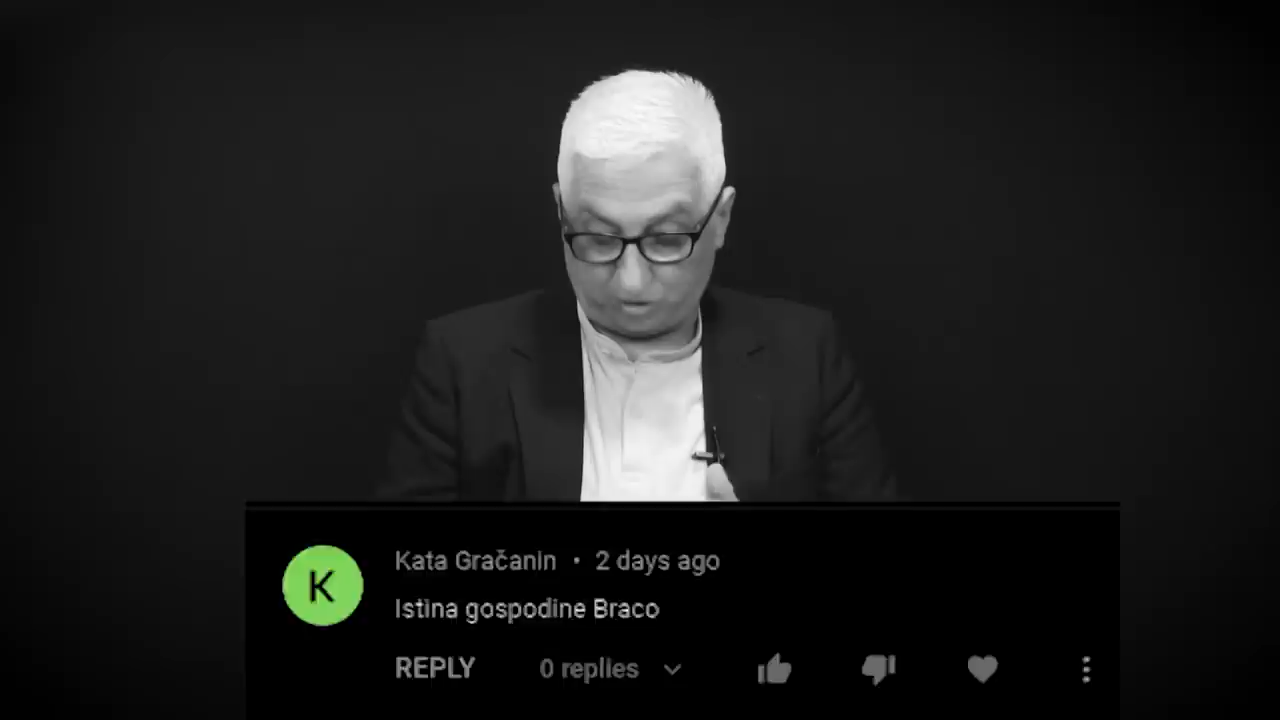 K
Kata Gračanin • 2 days ago
Istina gospodine Braco
REPLY 0 replies